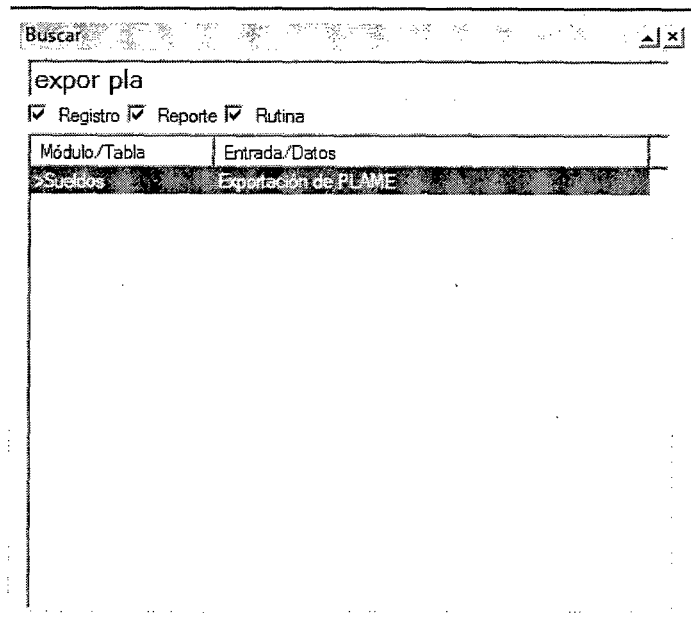 Buscar
expor pla
Registro Reporte Rutina
Módulo/Tabla Entrada/Datos
>Sueldos Exportación de PLAME